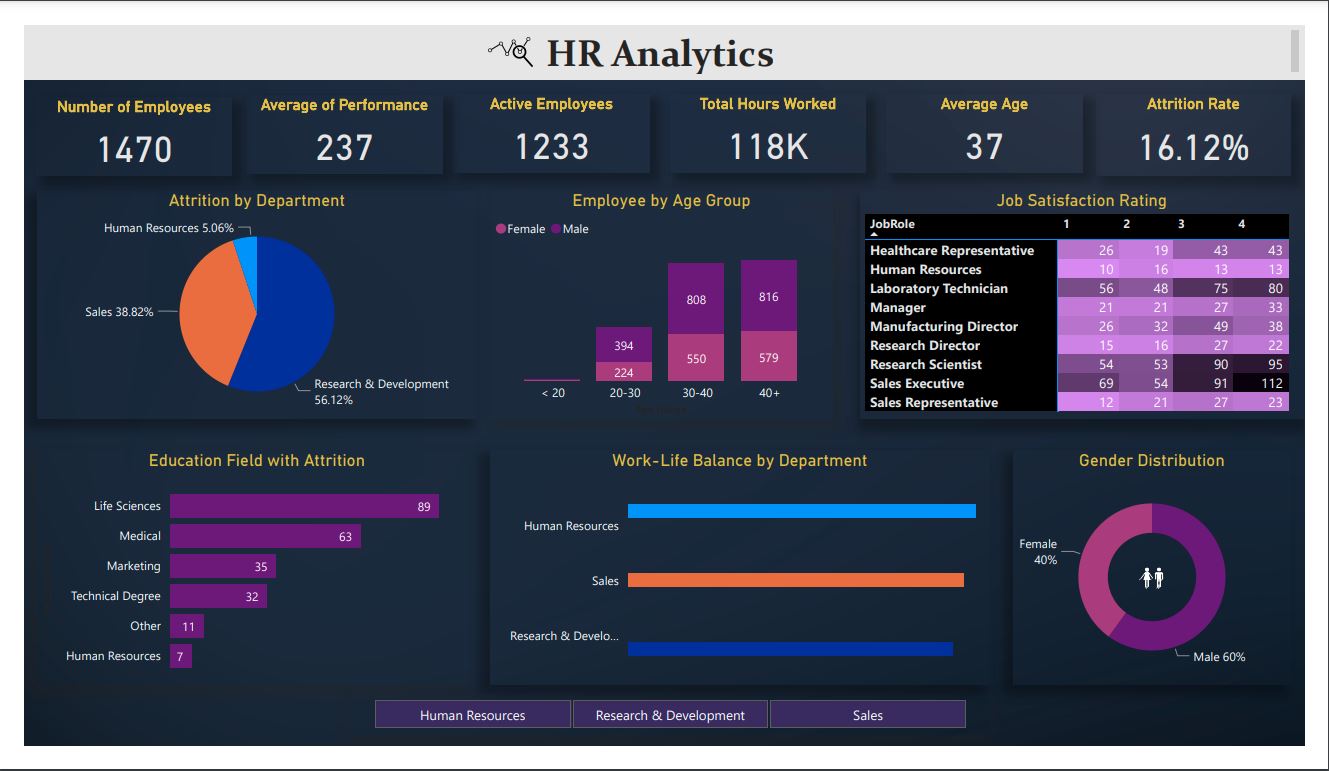 HR Analytics
Number of Employees
1470
Average of Performance
237
Active Employees
1233
Total Hours Worked
118K
Average Age
37
Attrition Rate
16.12%
Attrition by Department
Human Resources 5.06%
Sales 38.82%
Research & Development
56.12%
Employee by Age Group
Female Male
394
224
808
550
816
579
< 20 20-30 30-40 40+
Job Satisfaction Rating
JobRole 1 2 3 4
Healthcare Representative 26 19 43 43
Human Resources 10 16 13 13
Laboratory Technician 56 48 75 80
Manager 21 21 27 33
Manufacturing Director 26 32 49 38
Research Director 15 16 27 22
Research Scientist 54 53 90 95
Sales Executive 69 54 91 112
Sales Representative 12 21 27 23
Education Field with Attrition
Life Sciences 89
Medical 63
Marketing 35
Technical Degree 32
Other 11
Human Resources 7
Work-Life Balance by Department
Human Resources
Sales
Research & Develo...
Gender Distribution
Female
40%
Male 60%
Human Resources Research & Development Sales